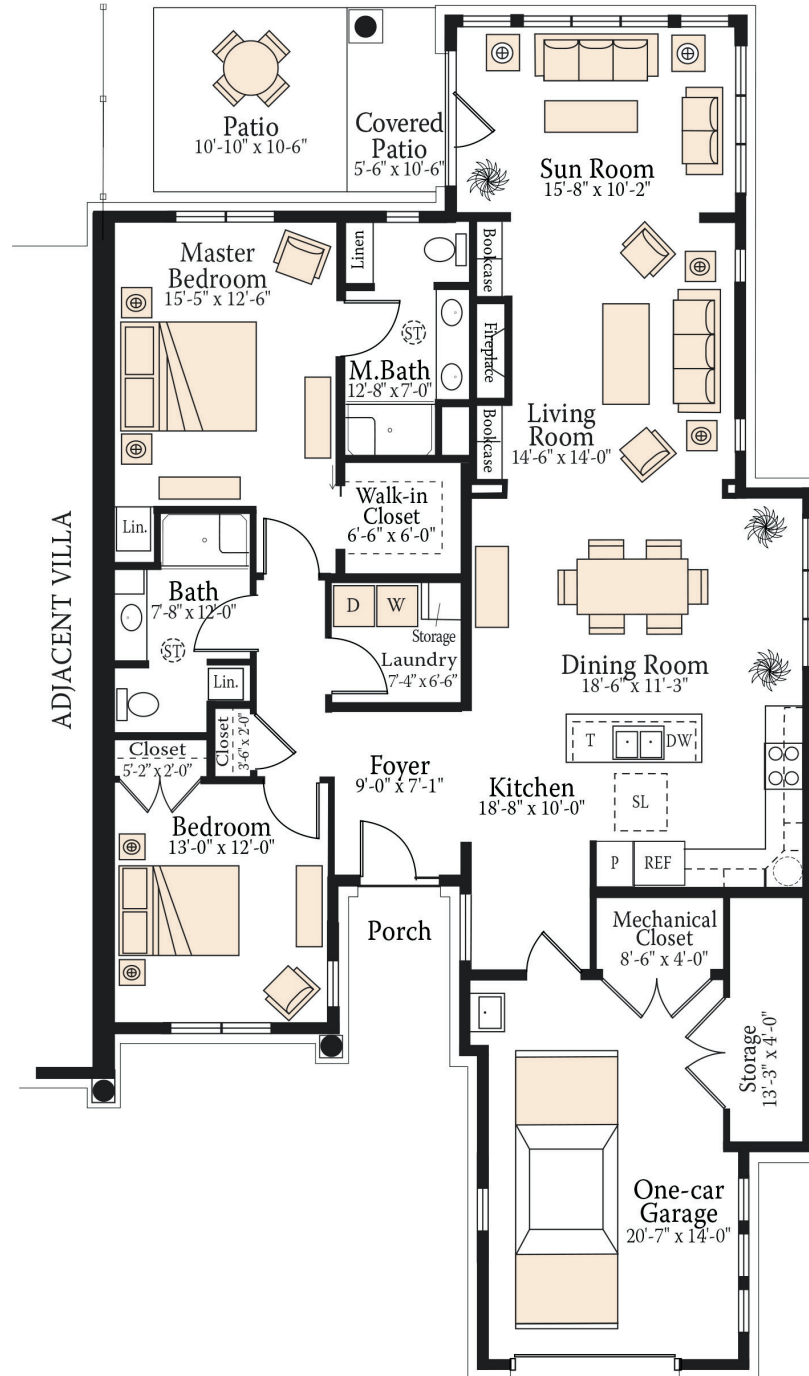 Patio
10'-10" x 10-6"
Covered
Patio
5'-6" x 10'-6"
Sun Room
15'-8" x 10'-2"
Master
Bedroom
15'-5" x 12'-6"
Linen
Bookcase
ST
M.Bath
12'-8" x 7'-0"
Fireplace
Bookcase
Living
Room
14'-6" x 14'-0"
Walk-in
Closet
6'-6" x 6'-0"
ADJACENT VILLA
Lin.
Bath
7'-8" x 12'-0"
ST
Lin.
D
W
Storage
Laundry
7'-4" x 6'-6"
Dining Room
18'-6" x 11'-3"
Closet
5'-2" x 2'-0"
Closet
3'-6" x 2'-0"
Foyer
9'-0" x 7'-1"
T
DW
Kitchen
18'-8" x 10'-0"
SL
P
REF
Bedroom
13'-0" x 12'-0"
Porch
Mechanical
Closet
8'-6" x 4'-0"
Storage
13'-3" x 4'-0"
One-car
Garage
20'-7" x 14'-0"